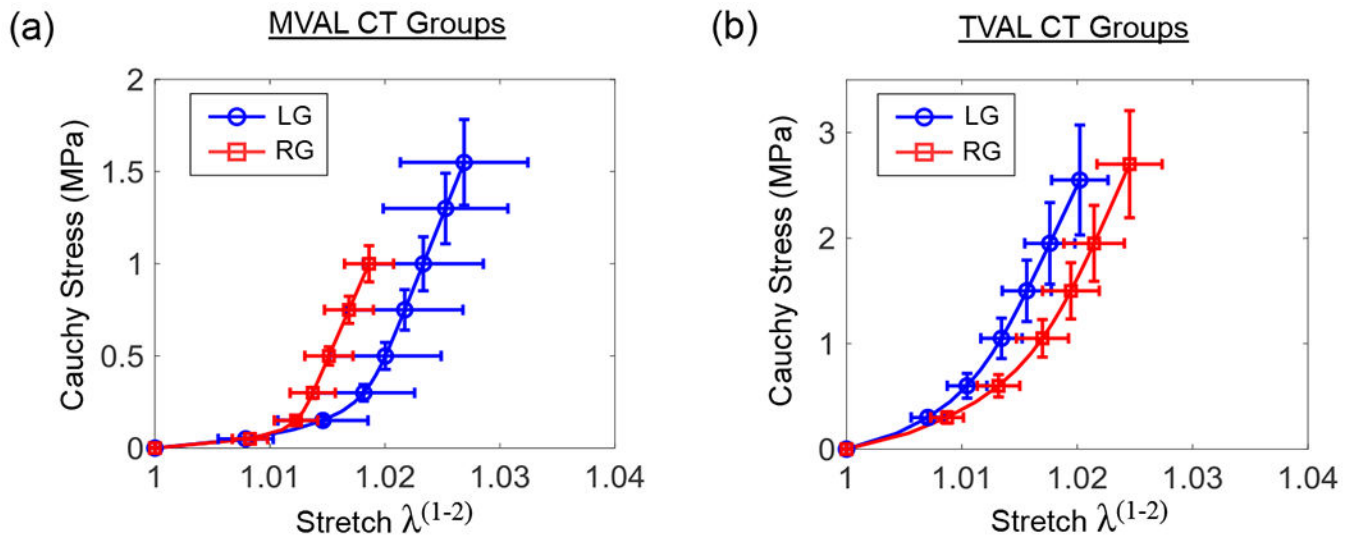 (a)
MVAL CT Groups
LG
RG
Cauchy Stress (MPa)
2
1.5
1
0.5
0
1
1.01
1.02
1.03
1.04
Stretch λ^(1-2)
(b)
TVAL CT Groups
LG
RG
Cauchy Stress (MPa)
3
2
1
0
1
1.01
1.02
1.03
1.04
Stretch λ^(1-2)